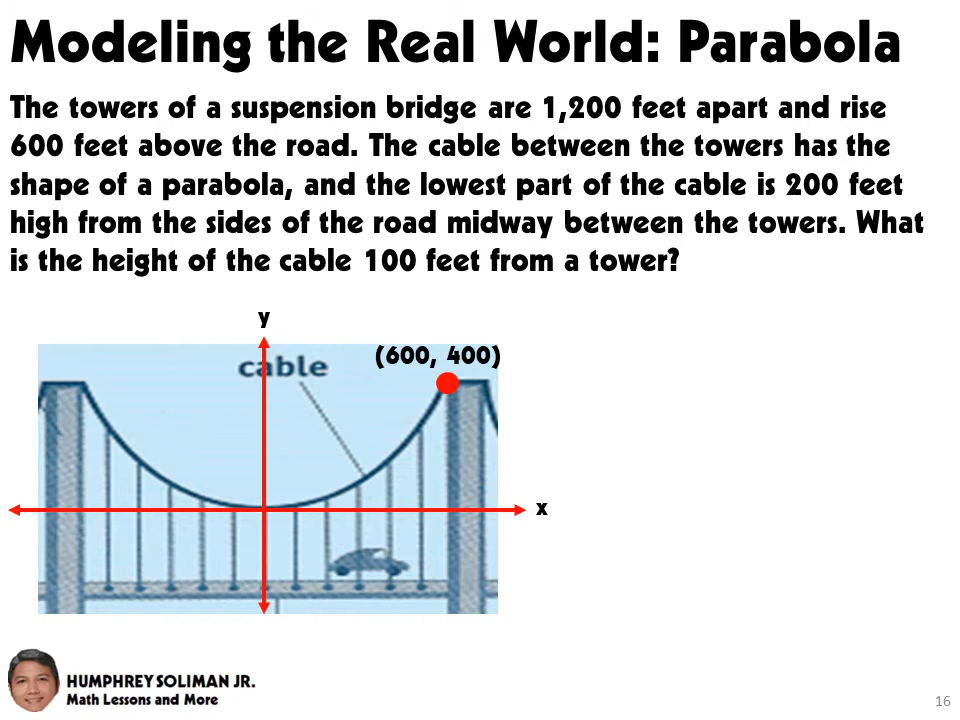 Modeling the Real World: Parabola
The towers of a suspension bridge are 1,200 feet apart and rise
600 feet above the road. The cable between the towers has the
shape of a parabola, and the lowest part of the cable is 200 feet
high from the sides of the road midway between the towers. What
is the height of the cable 100 feet from a tower?
y
(600, 400)
cable
x
HUMPHREY SOLIMAN JR.
Math Lessons and More
16